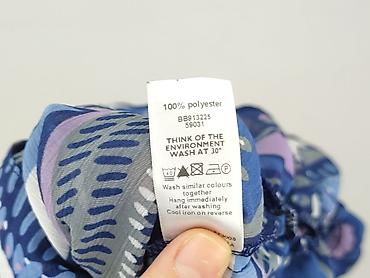 100% polyester
BB913225
59031
THINK OF THE
ENVIRONMENT
WASH AT 30°
Wash similar colours
together
Hang immediately
after washing
Cool iron on reverse